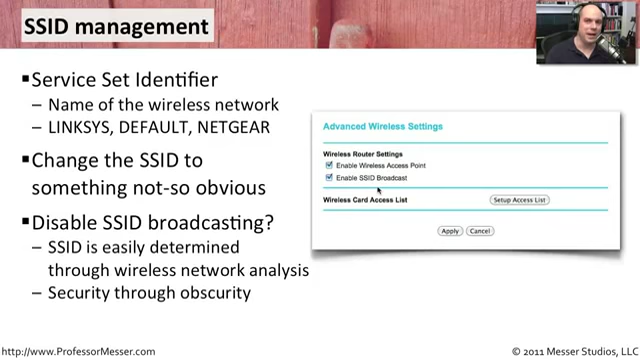 SSID management
▪Service Set Identifier
– Name of the wireless network
– LINKSYS, DEFAULT, NETGEAR
▪Change the SSID to
something not-so obvious
▪Disable SSID broadcasting?
– SSID is easily determined
through wireless network analysis
– Security through obscurity
Advanced Wireless Settings
Wireless Router Settings
Enable Wireless Access Point
Enable SSID Broadcast
Wireless Card Access List
Setup Access List
Apply
Cancel
http://www.ProfessorMesser.com
© 2011 Messer Studios, LLC